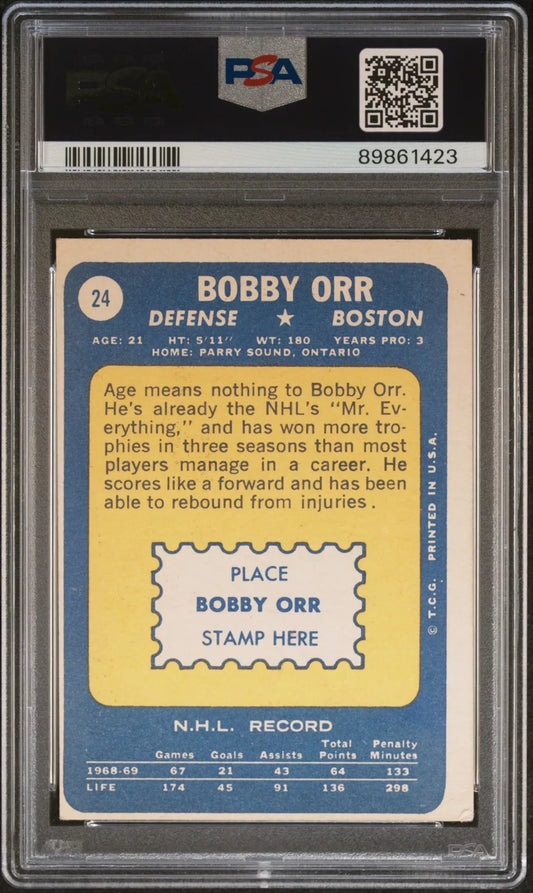 PSA
PSA
89861423
24
BOBBY ORR
DEFENSE ★ BOSTON
AGE: 21 HT: 5'11" WT: 180 YEARS PRO: 3
HOME: PARRY SOUND, ONTARIO
Age means nothing to Bobby Orr.
He's already the NHL's "Mr. Ev-
erything," and has won more tro-
phies in three seasons than most
players manage in a career. He
scores like a forward and has been
able to rebound from injuries.
PLACE
BOBBY ORR
STAMP HERE
© T.C.G. PRINTED IN U.S.A.
N.H.L. RECORD
Games Goals Assists Total Points Penalty Minutes
1968-69 67 21 43 64 133
LIFE 174 45 91 136 298
PSA